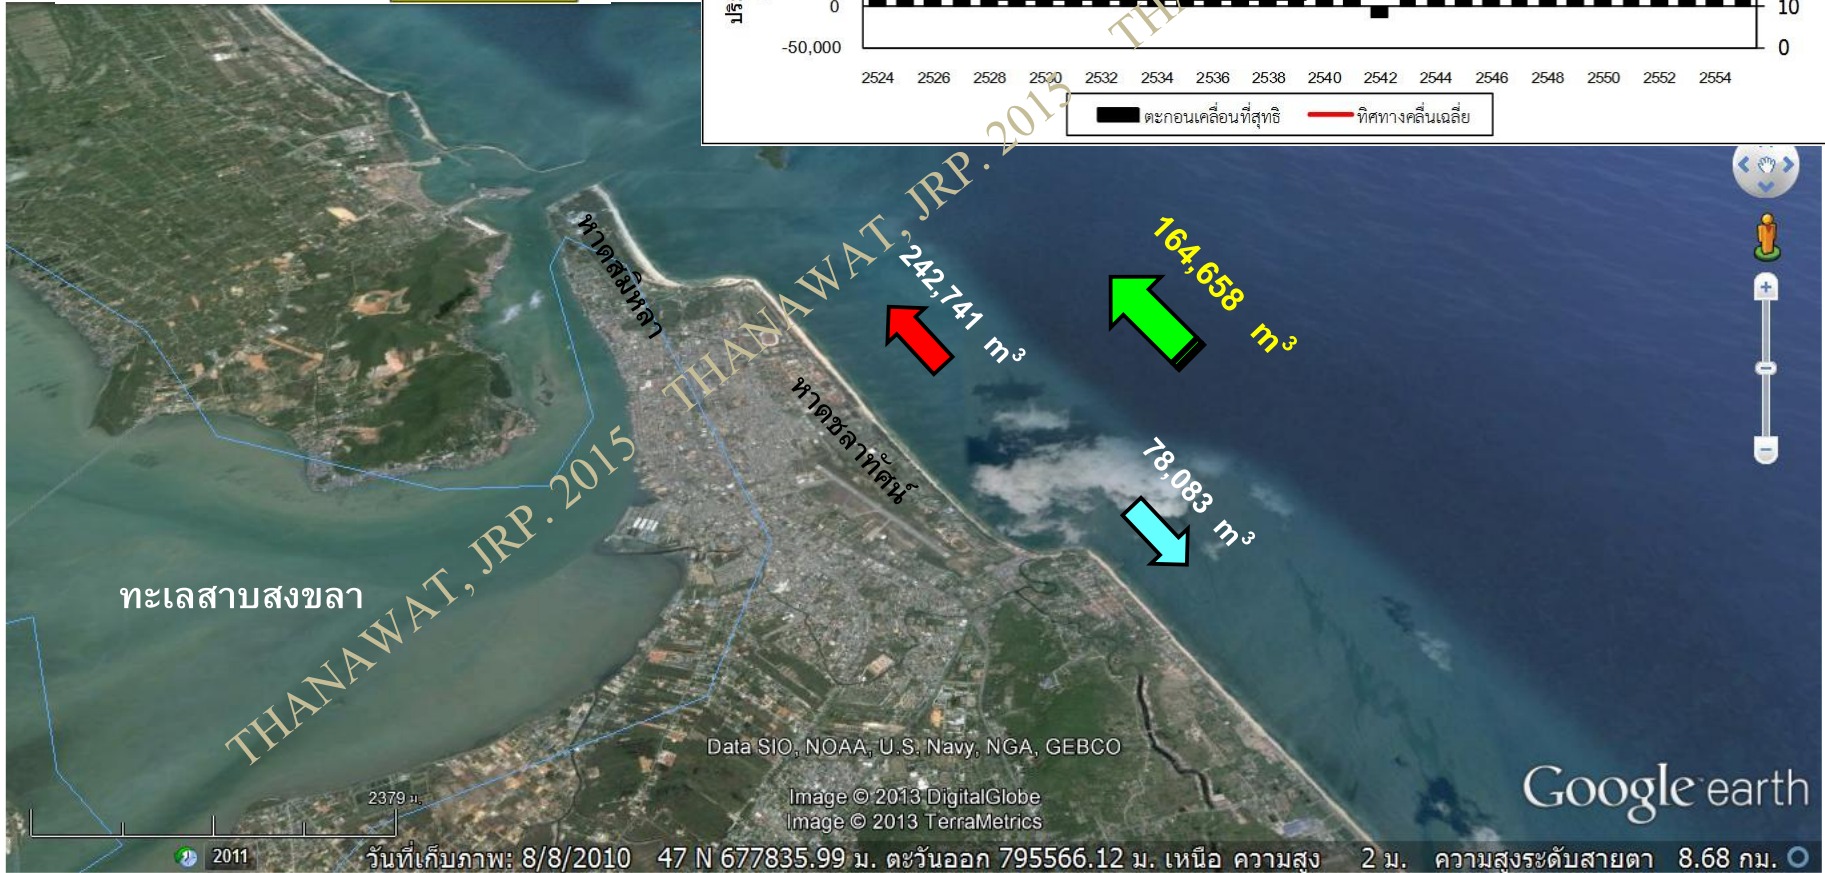 ปริ
0
10
-50,000
0
2524 2526 2528 2530 2532 2534 2536 2538 2540 2542 2544 2546 2548 2550 2552 2554
ตะกอนเคลื่อนที่สุทธิ ทิศทางคลื่นเฉลี่ย
THANAWAT, JRP. 2015
หาดสมิหลา
242,741 m³
164,658 m³
หาดชลาทัศน์
78,083 m³
ทะเลสาบสงขลา
THANAWAT, JRP. 2015
Data SIO, NOAA, U.S. Navy, NGA, GEBCO
2379 ม.
Image © 2013 DigitalGlobe
Image © 2013 TerraMetrics
Google earth
2011
วันที่เก็บภาพ: 8/8/2010 47 N 677835.99 ม. ตะวันออก 795566.12 ม. เหนือ ความสูง 2 ม. ความสูงระดับสายตา 8.68 กม.